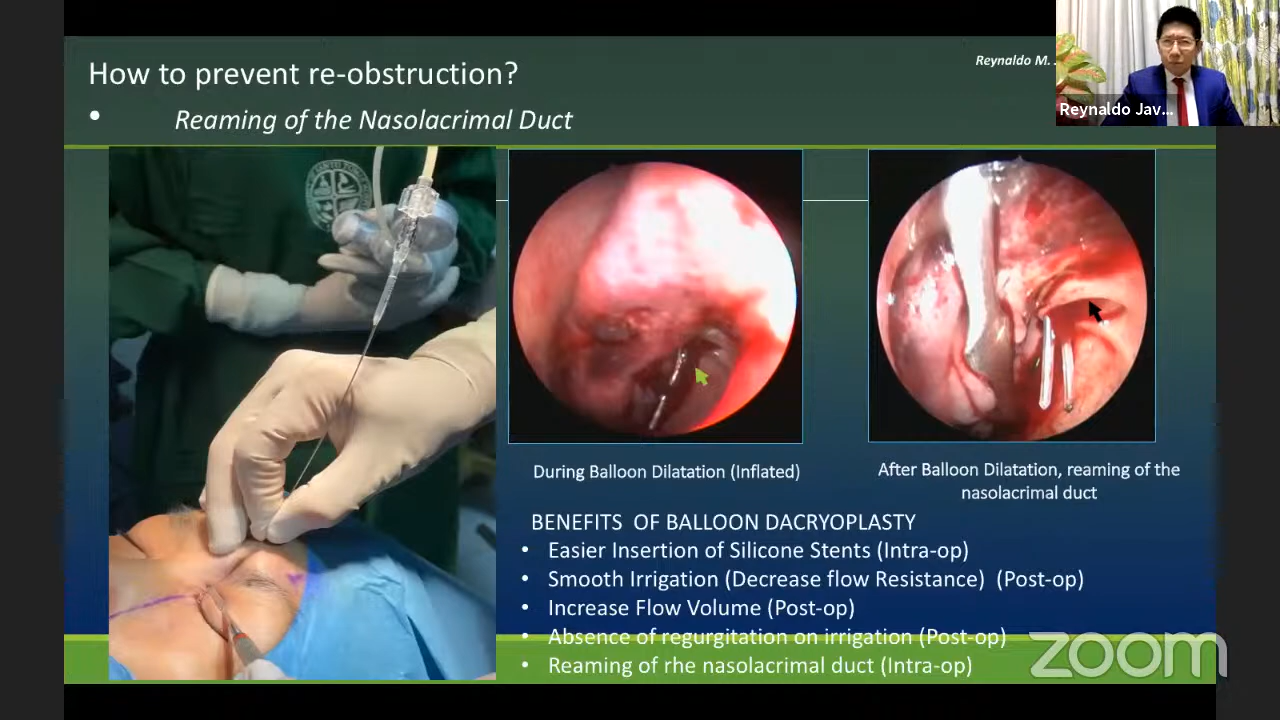 How to prevent re-obstruction?
Reynaldo M.
• Reaming of the Nasolacrimal Duct
Reynaldo Jav...
During Balloon Dilatation (Inflated)
After Balloon Dilatation, reaming of the
nasolacrimal duct
BENEFITS OF BALLOON DACRYOPLASTY
• Easier Insertion of Silicone Stents (Intra-op)
• Smooth Irrigation (Decrease flow Resistance) (Post-op)
• Increase Flow Volume (Post-op)
• Absence of regurgitation on irrigation (Post-op)
• Reaming of rhe nasolacrimal duct (Intra-op)
zoom